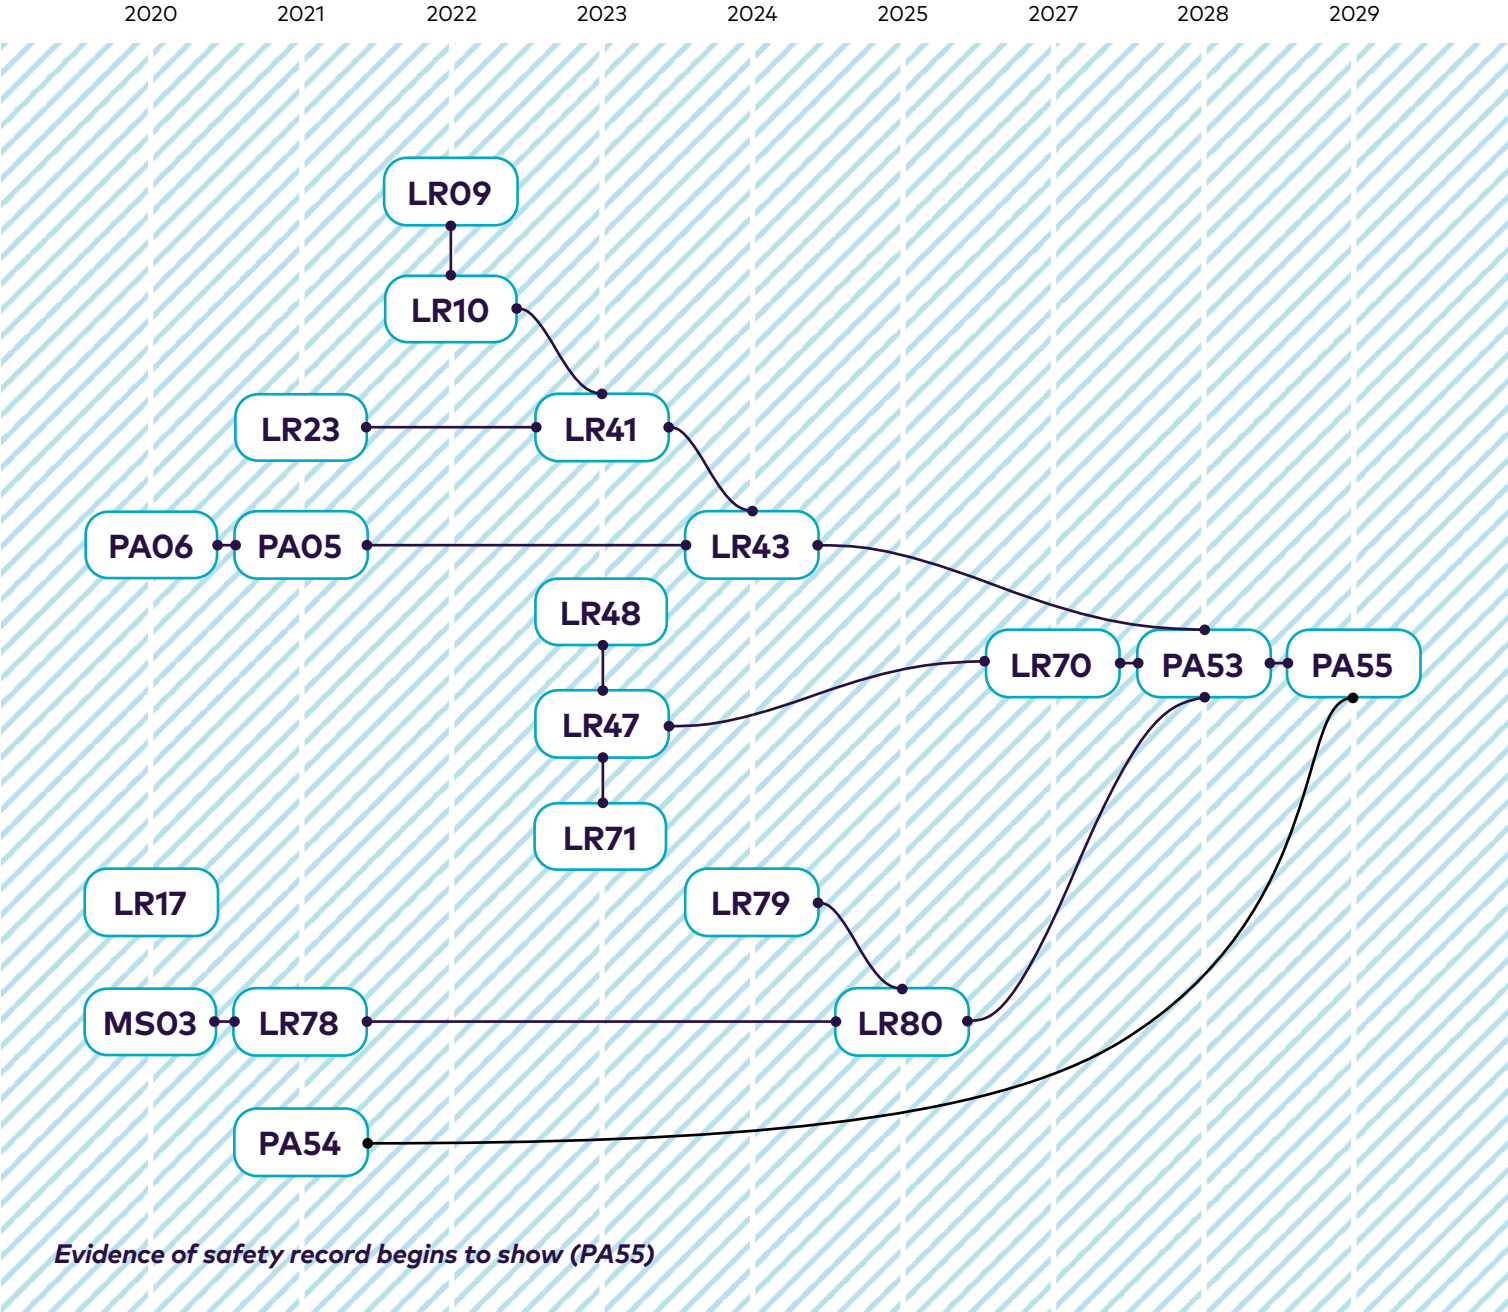 2020 2021 2022 2023 2024 2025 2027 2028 2029
LR09
LR10
LR23 LR41
PA06 PA05 LR43
LR48
LR70 PA53 PA55
LR47
LR71
LR17 LR79
MS03 LR78 LR80
PA54
Evidence of safety record begins to show (PA55)